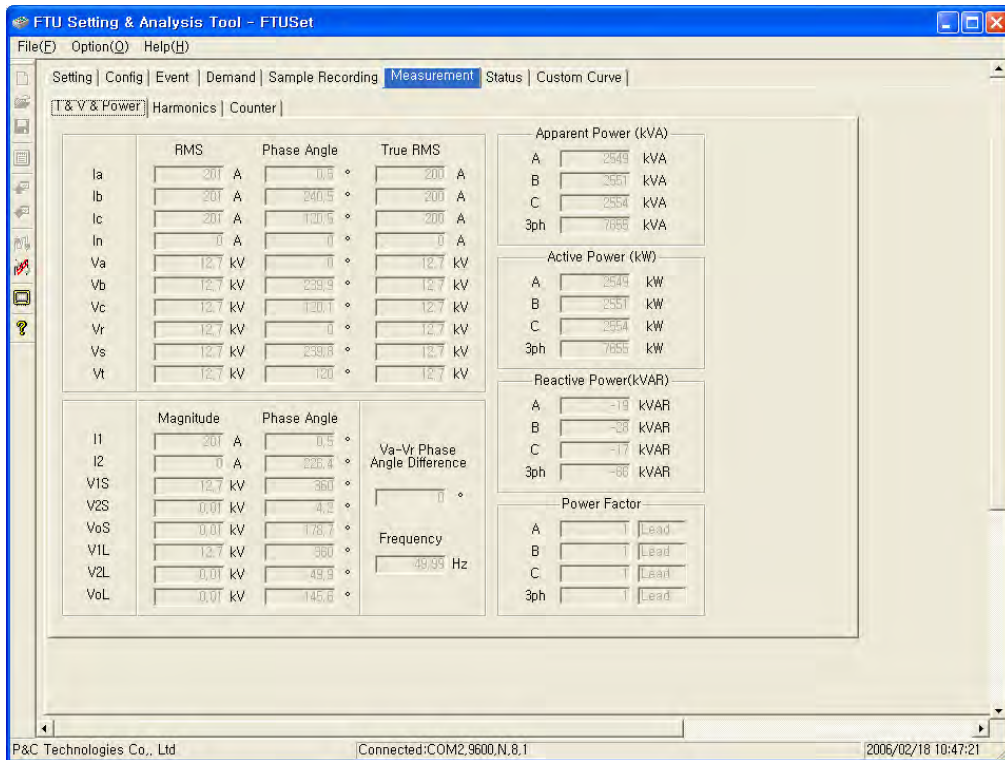 FTU Setting & Analysis Tool - FTUSet
File(F) Option(O) Help(H)
Setting | Config | Event | Demand | Sample Recording | Measurement | Status | Custom Curve |
I & V & Power | Harmonics | Counter |
RMS Phase Angle True RMS
Ia 201 A 0,5 ° 200 A
Ib 201 A 240,5 ° 200 A
Ic 201 A 120,5 ° 200 A
In 0 A 0 ° 0 A
Va 12,7 kV 0 ° 12,7 kV
Vb 12,7 kV 239,9 ° 12,7 kV
Vc 12,7 kV 120,1 ° 12,7 kV
Vr 12,7 kV 0 ° 12,7 kV
Vs 12,7 kV 239,8 ° 12,7 kV
Vt 12,7 kV 120 ° 12,7 kV
Magnitude Phase Angle
I1 201 A 0,5 °
I2 0 A 226,4 °
V1S 12,7 kV 360 °
V2S 0,01 kV 4,2 °
VoS 0,01 kV 178,7 °
V1L 12,7 kV 360 °
V2L 0,01 kV 49,9 °
VoL 0,01 kV 145,6 °
Va-Vr Phase
Angle Difference
0 °
Frequency
49,99 Hz
Apparent Power (kVA)
A 2549 kVA
B 2551 kVA
C 2554 kVA
3ph 7655 kVA
Active Power (kW)
A 2549 kW
B 2551 kW
C 2554 kW
3ph 7655 kW
Reactive Power(kVAR)
A -19 kVAR
B -28 kVAR
C -17 kVAR
3ph kVAR
Power Factor
A 1 Lead
B 1 Lead
C 1 Lead
3ph 1 Lead
P&C Technologies Co,, Ltd Connected:COM2,9600,N,8,1 2006/02/18 10:47:21